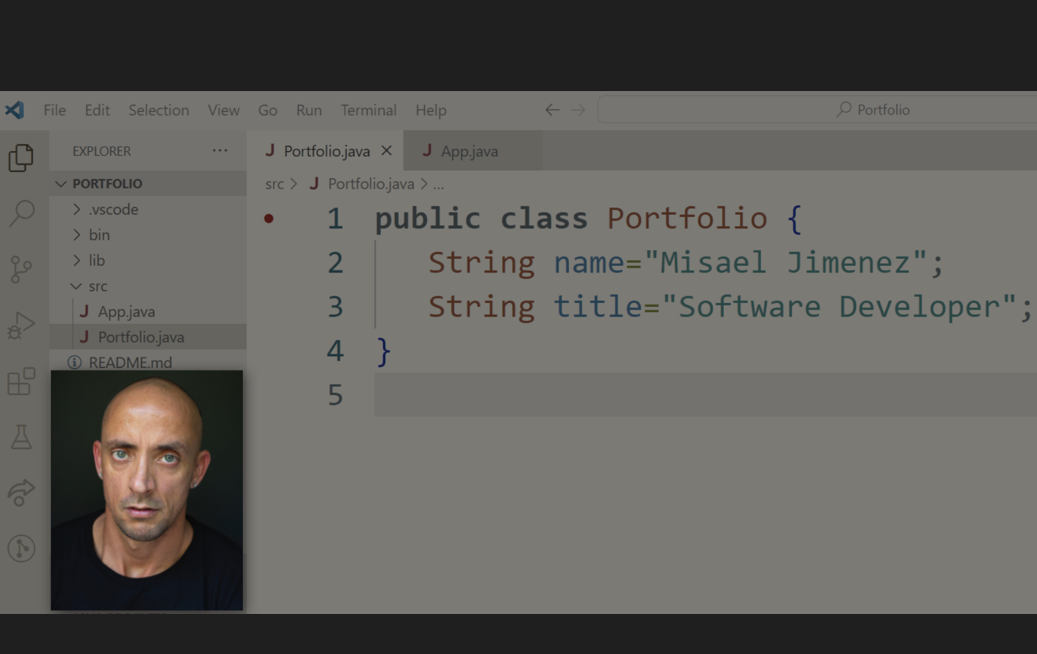 File Edit Selection View Go Run Terminal Help Portfolio
EXPLORER
Portfolio.java
App.java
PORTFOLIO
src > Portfolio.java > ...
.vscode
bin
lib
src
App.java
Portfolio.java
README.md
1 public class Portfolio {
2 String name="Misael Jimenez";
3 String title="Software Developer";
4 }
5